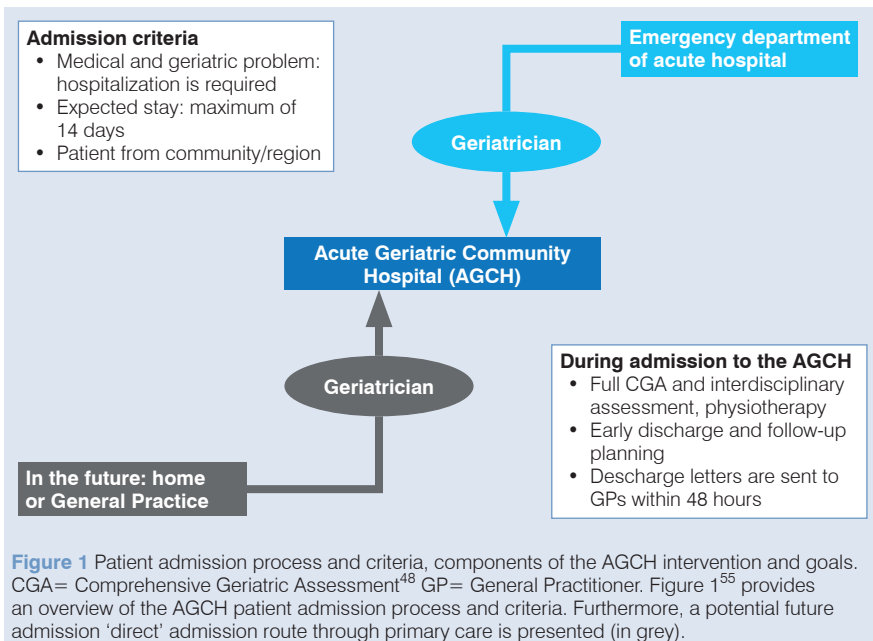 Admission criteria
• Medical and geriatric problem:
hospitalization is required
• Expected stay: maximum of
14 days
• Patient from community/region
Emergency department
of acute hospital
Geriatrician
Acute Geriatric Community
Hospital (AGCH)
Geriatrician
During admission to the AGCH
• Full CGA and interdisciplinary
assessment, physiotherapy
• Early discharge and follow-up
planning
• Descharge letters are sent to
GPs within 48 hours
In the future: home
or General Practice
Figure 1 Patient admission process and criteria, components of the AGCH intervention and goals.
CGA= Comprehensive Geriatric Assessment48 GP= General Practitioner. Figure 155 provides
an overview of the AGCH patient admission process and criteria. Furthermore, a potential future
admission ‘direct’ admission route through primary care is presented (in grey).